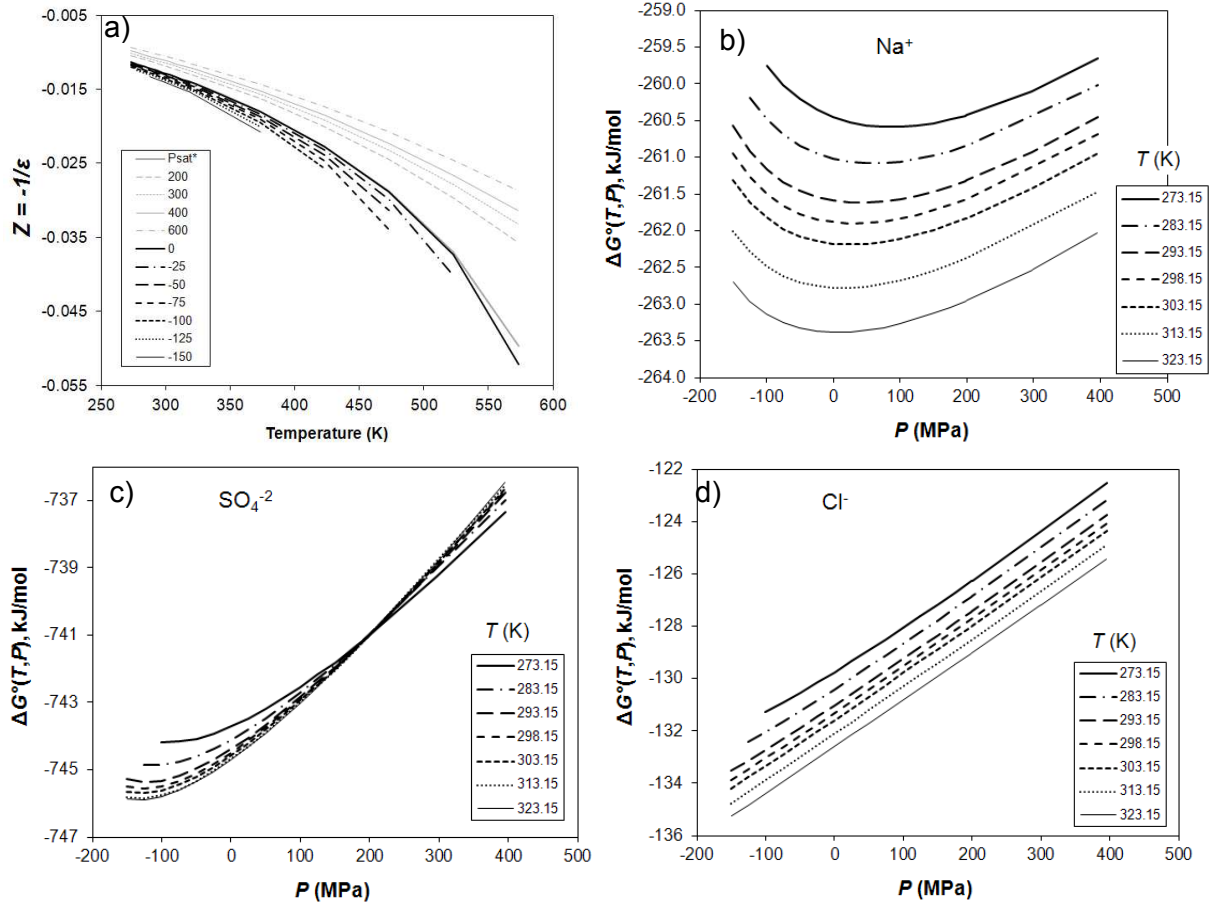 a)
Z = -1/ε
-0.005
-0.015
-0.025
-0.035
-0.045
-0.055
Psat*
200
300
400
600
0
-25
-50
-75
-100
-125
-150
250 300 350 400 450 500 550 600
Temperature (K)
b)
Na⁺
ΔG°(T,P), kJ/mol
-259.0
-259.5
-260.0
-260.5
-261.0
-261.5
-262.0
-262.5
-263.0
-263.5
-264.0
T (K)
273.15
283.15
293.15
298.15
303.15
313.15
323.15
-200 -100 0 100 200 300 400 500
P (MPa)
c)
SO₄⁻²
ΔG°(T,P), kJ/mol
-737
-739
-741
-743
-745
-747
T (K)
273.15
283.15
293.15
298.15
303.15
313.15
323.15
-200 -100 0 100 200 300 400 500
P (MPa)
d)
Cl⁻
ΔG°(T,P), kJ/mol
-122
-124
-126
-128
-130
-132
-134
-136
T (K)
273.15
283.15
293.15
298.15
303.15
313.15
323.15
-200 -100 0 100 200 300 400 500
P (MPa)